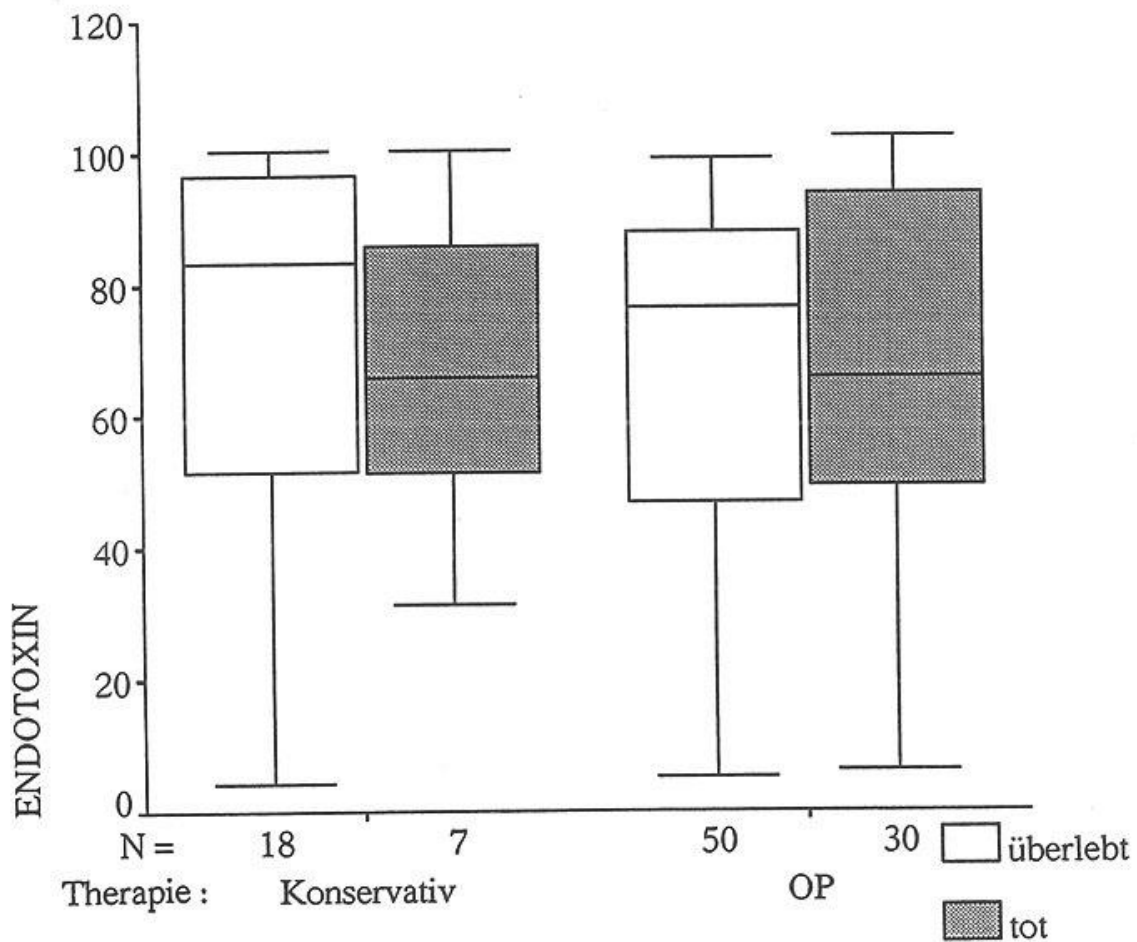 120
100
80
60
40
20
0
ENDOTOXIN
N = 18 7 50 30
Therapie : Konservativ OP
überlebt
tot